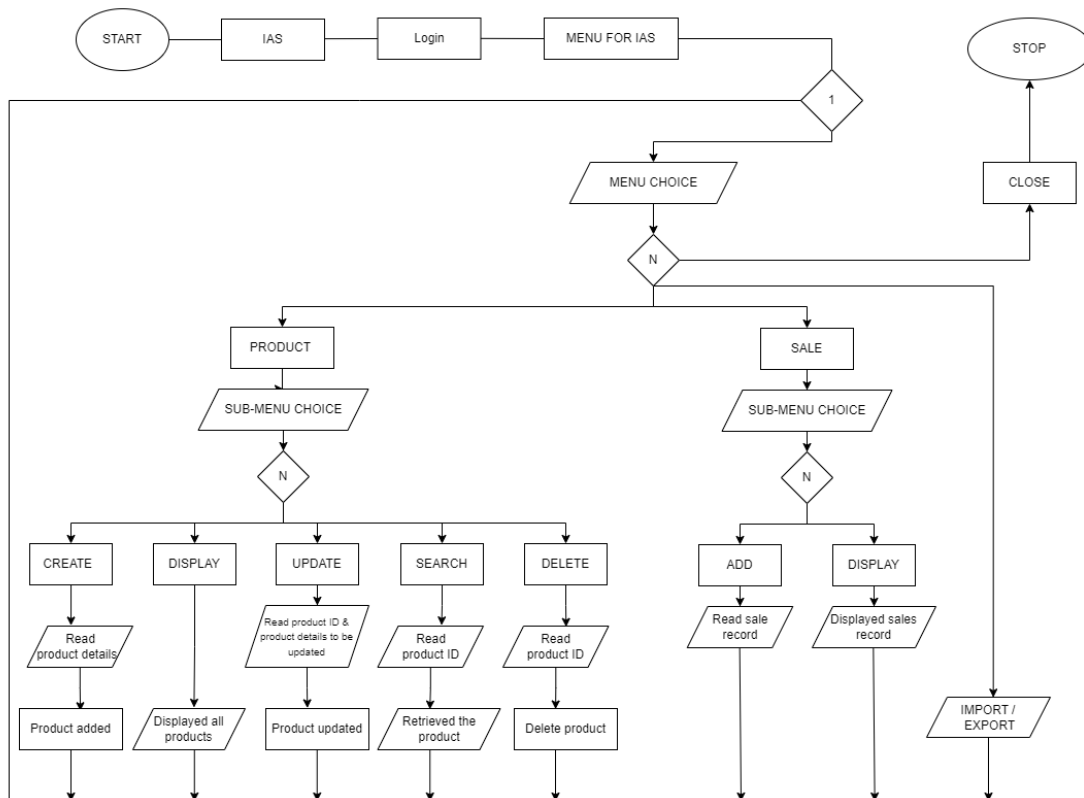 START
IAS
Login
MENU FOR IAS
STOP
1
MENU CHOICE
CLOSE
N
PRODUCT
SALE
SUB-MENU CHOICE
SUB-MENU CHOICE
N
N
CREATE
DISPLAY
UPDATE
SEARCH
DELETE
ADD
DISPLAY
Read
product details
Read product ID &
product details to be
updated
Read
product ID
Read
product ID
Read sale
record
Displayed sales
record
Product added
Displayed all
products
Product updated
Retrieved the
product
Delete product
IMPORT /
EXPORT